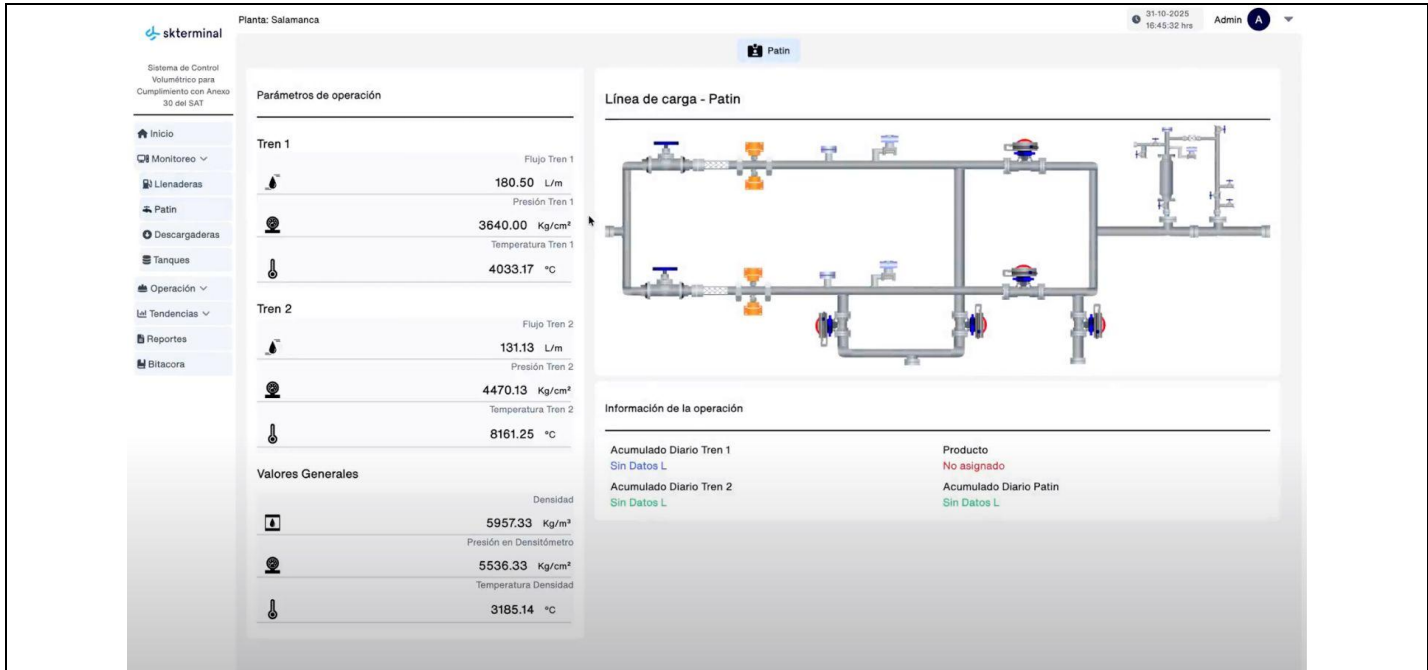 skterminal
Sistema de Control
Volumétrico para
Cumplimiento con Anexo
30 del SAT
Inicio
Monitoreo
Llenaderas
Patin
Descargaderas
Tanques
Operación
Tendencias
Reportes
Bitacora
Planta: Salamanca
31-10-2025
16:45:32 hrs
Admin A
Patin
Parámetros de operación
Tren 1
Flujo Tren 1
180.50 L/m
Presión Tren 1
3640.00 Kg/cm²
Temperatura Tren 1
4033.17 °C
Tren 2
Flujo Tren 2
131.13 L/m
Presión Tren 2
4470.13 Kg/cm²
Temperatura Tren 2
8161.25 °C
Valores Generales
Densidad
5957.33 Kg/m³
Presión en Densitómetro
5536.33 Kg/cm²
Temperatura Densidad
3185.14 °C
Línea de carga - Patin
Información de la operación
Acumulado Diario Tren 1
Sin Datos L
Producto
No asignado
Acumulado Diario Tren 2
Sin Datos L
Acumulado Diario Patin
Sin Datos L